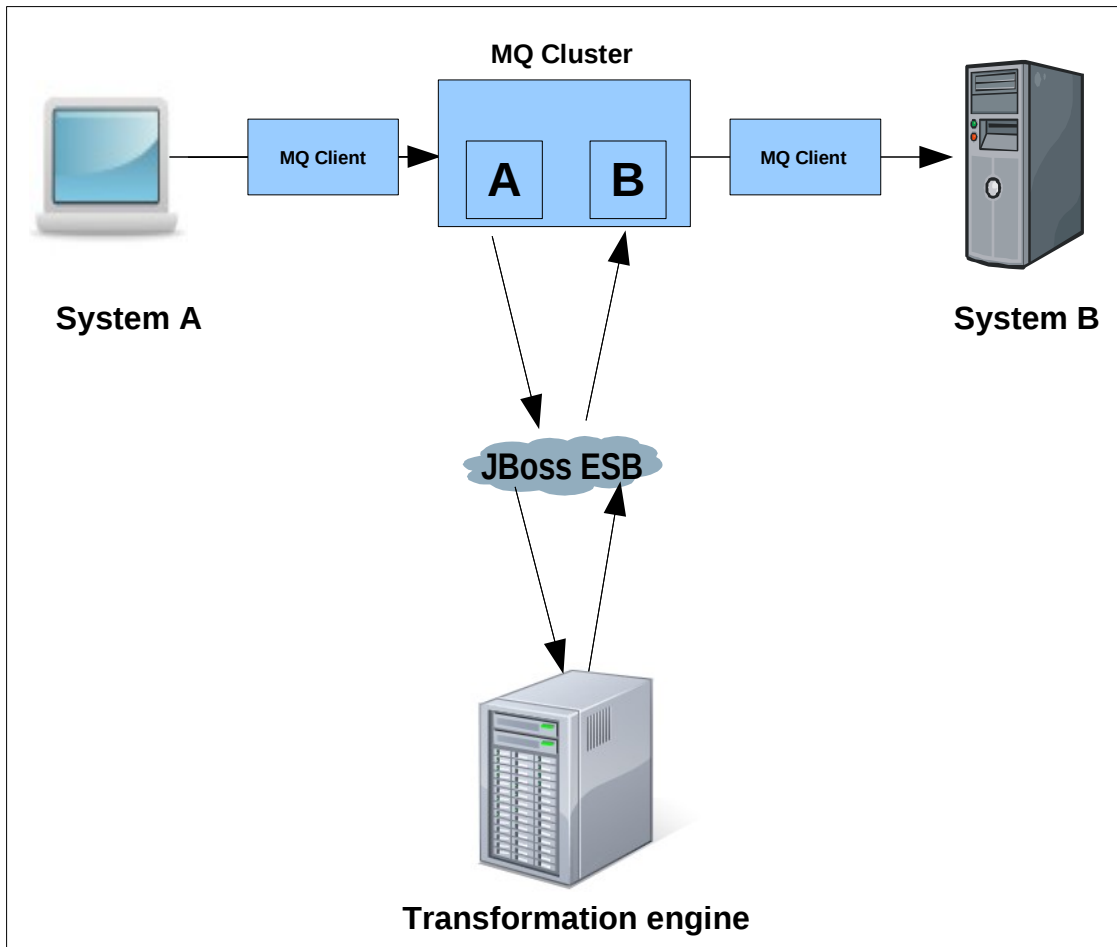 MQ Cluster
MQ Client
A
B
MQ Client
System A
System B
JBoss ESB
Transformation engine